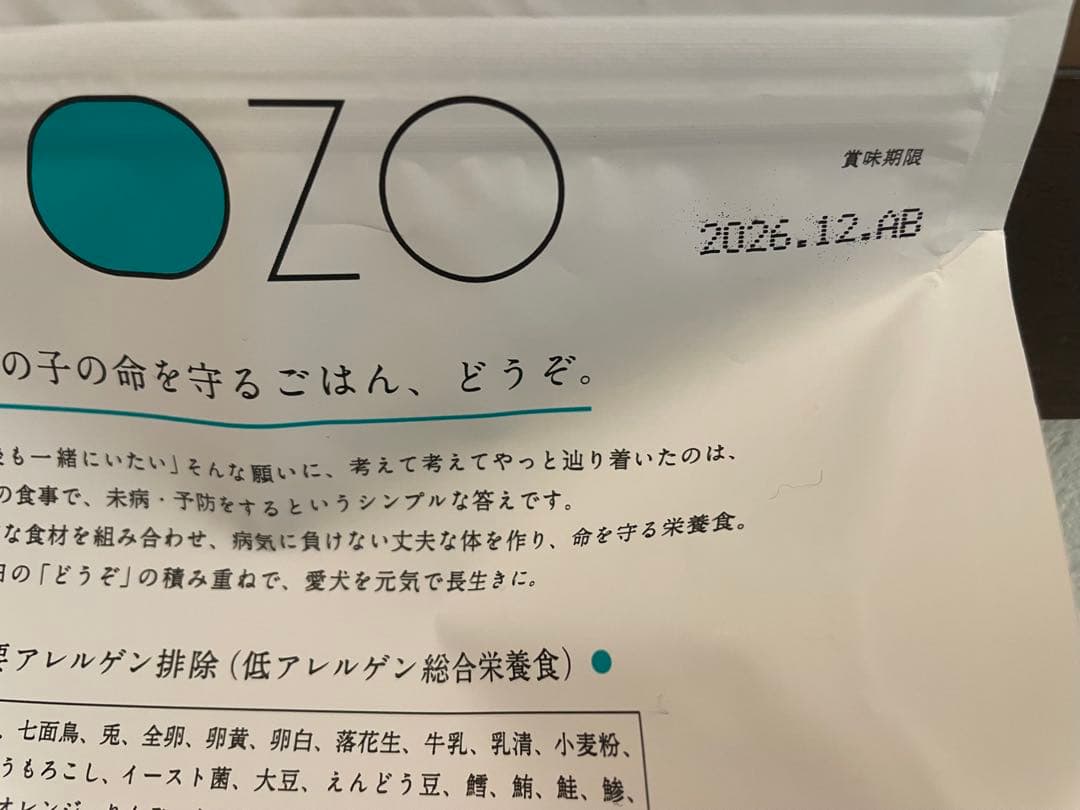 OZO
賞味期限
2026.12.AB
の子の命を守るごはん、どうぞ。
も一緒にいたい」そんな願いに、考えて考えてやっと辿り着いたのは、
の食事で、未病・予防をするというシンプルな答えです。
な食材を組み合わせ、病気に負けない丈夫な体を作り、命を守る栄養食。
日の「どうぞ」の積み重ねで、愛犬を元気で長生きに。
要アレルゲン排除（低アレルゲン総合栄養食）
、七面鳥、兎、全卵、卵黄、卵白、落花生、牛乳、乳清、小麦粉、
うもろこし、イースト菌、大豆、えんどう豆、鱈、鮪、鮭、鯵、
オレンジ